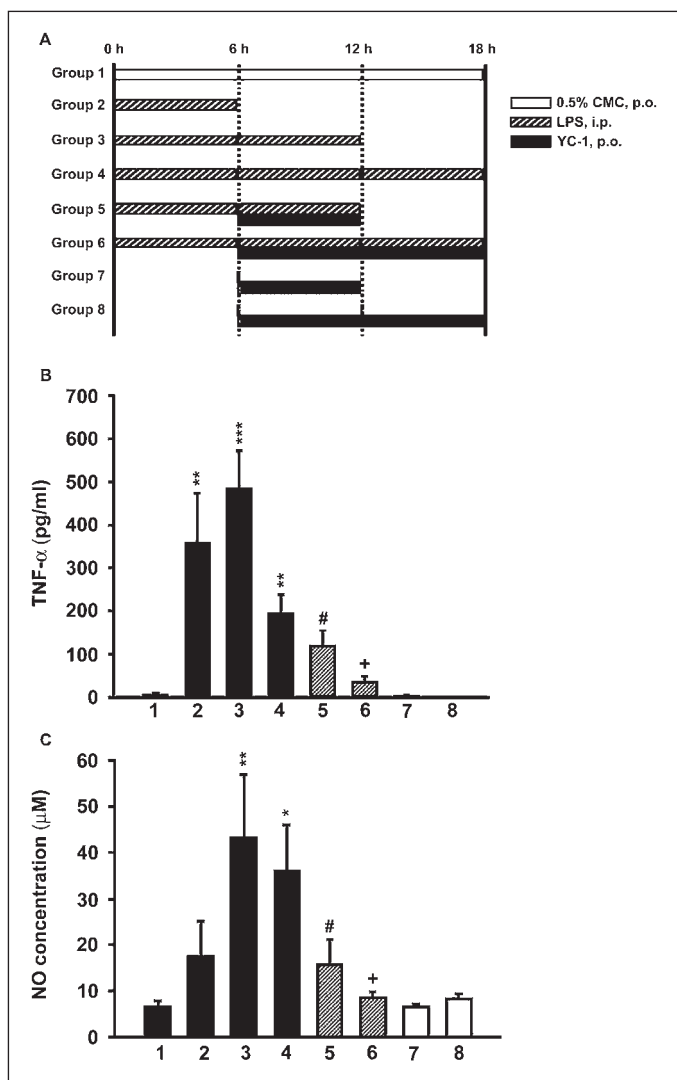 A
0 h 6 h 12 h 18 h
Group 1
Group 2
Group 3
Group 4
Group 5
Group 6
Group 7
Group 8
0.5% CMC, p.o.
LPS, i.p.
YC-1, p.o.
B
TNF-α (pg/ml)
700
600
500
400
300
200
100
0
** *** ** # +
1 2 3 4 5 6 7 8
C
NO concentration (μM)
60
50
40
30
20
10
0
** * # +
1 2 3 4 5 6 7 8